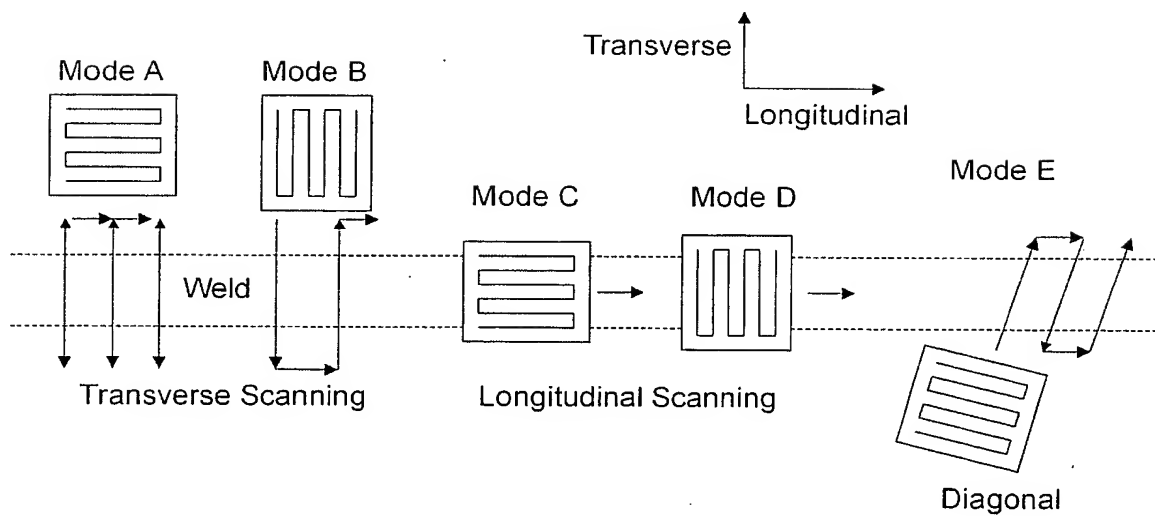 Transverse
Longitudinal
Mode A
Mode B
Mode C
Mode D
Mode E
Weld
Transverse Scanning
Longitudinal Scanning
Diagonal